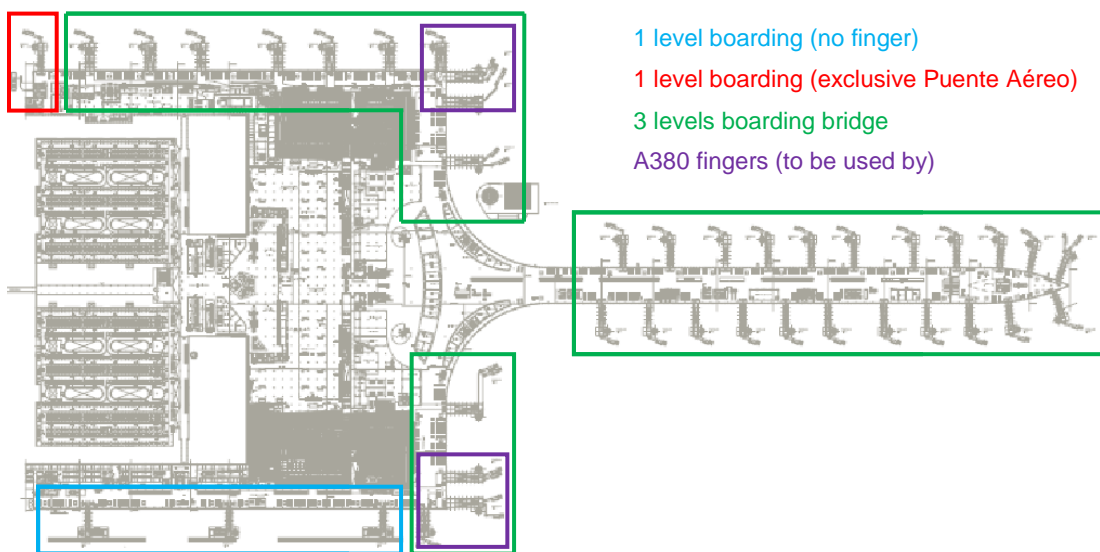 1 level boarding (no finger)
1 level boarding (exclusive Puente Aéreo)
3 levels boarding bridge
A380 fingers (to be used by)